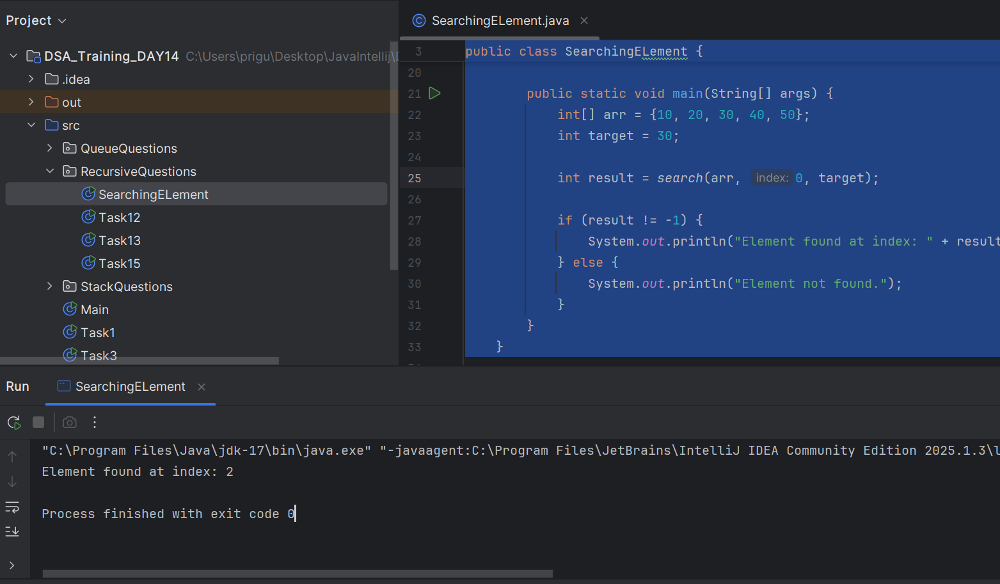 Project
DSA_Training_DAY14 C:\Users\prigu\Desktop\JavaIntellij\
.idea
out
src
QueueQuestions
RecursiveQuestions
SearchingELement
Task12
Task13
Task15
StackQuestions
Main
Task1
Task3
SearchingELement.java
3 public class SearchingELement {
20
21 public static void main(String[] args) {
22 int[] arr = {10, 20, 30, 40, 50};
23 int target = 30;
24
25 int result = search(arr, index: 0, target);
26
27 if (result != -1) {
28 System.out.println("Element found at index: " + result
29 } else {
30 System.out.println("Element not found.");
31 }
32 }
33 }
Run SearchingELement
"C:\Program Files\Java\jdk-17\bin\java.exe" "-javaagent:C:\Program Files\JetBrains\IntelliJ IDEA Community Edition 2025.1.3\l
Element found at index: 2
Process finished with exit code 0